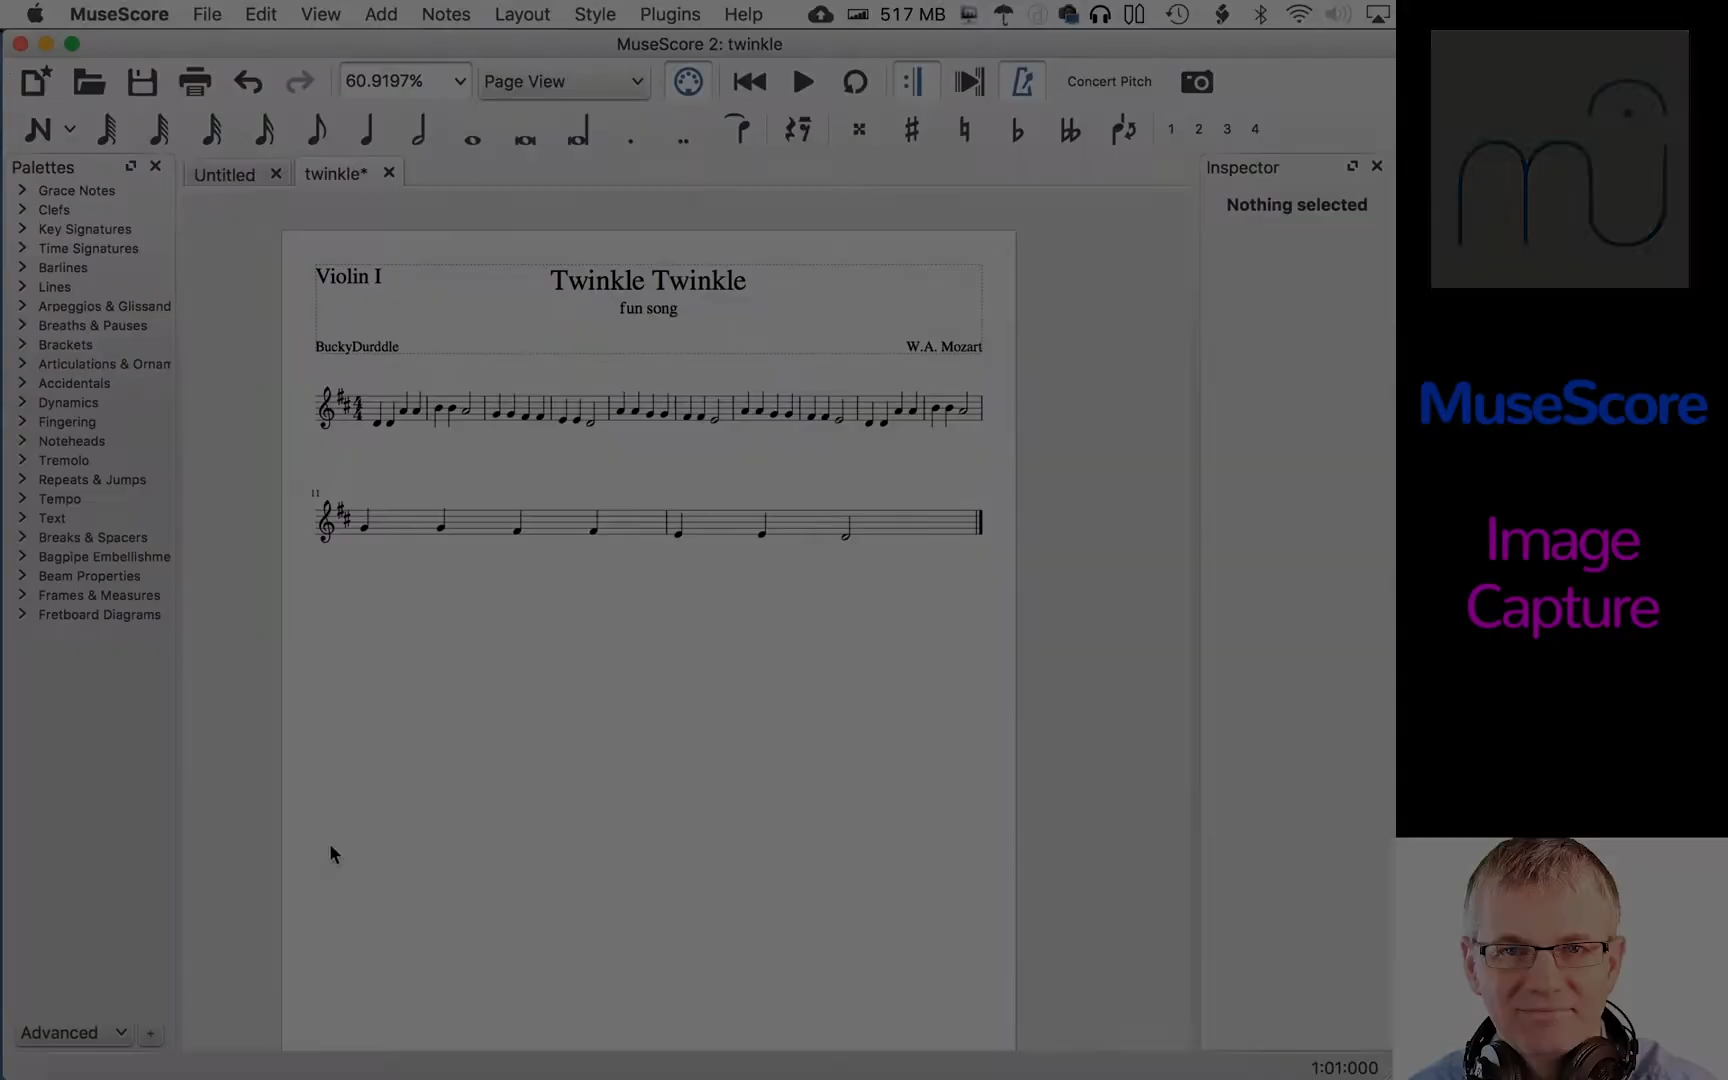 MuseScore File Edit View Add Notes Layout Style Plugins Help 517 MB
MuseScore 2: twinkle
60.9197% Page View Concert Pitch
N 1 2 3 4
Palettes
Untitled twinkle*
Inspector
Nothing selected
Grace Notes
Clefs
Key Signatures
Time Signatures
Barlines
Lines
Arpeggios & Glissand
Breaths & Pauses
Brackets
Articulations & Ornan
Accidentals
Dynamics
Fingering
Noteheads
Tremolo
Repeats & Jumps
Tempo
Text
Breaks & Spacers
Bagpipe Embellishme
Beam Properties
Frames & Measures
Fretboard Diagrams
Advanced
+
Violin I
Twinkle Twinkle
fun song
BuckyDurddle
W.A. Mozart
11
1:01:000
MuseScore
Image
Capture